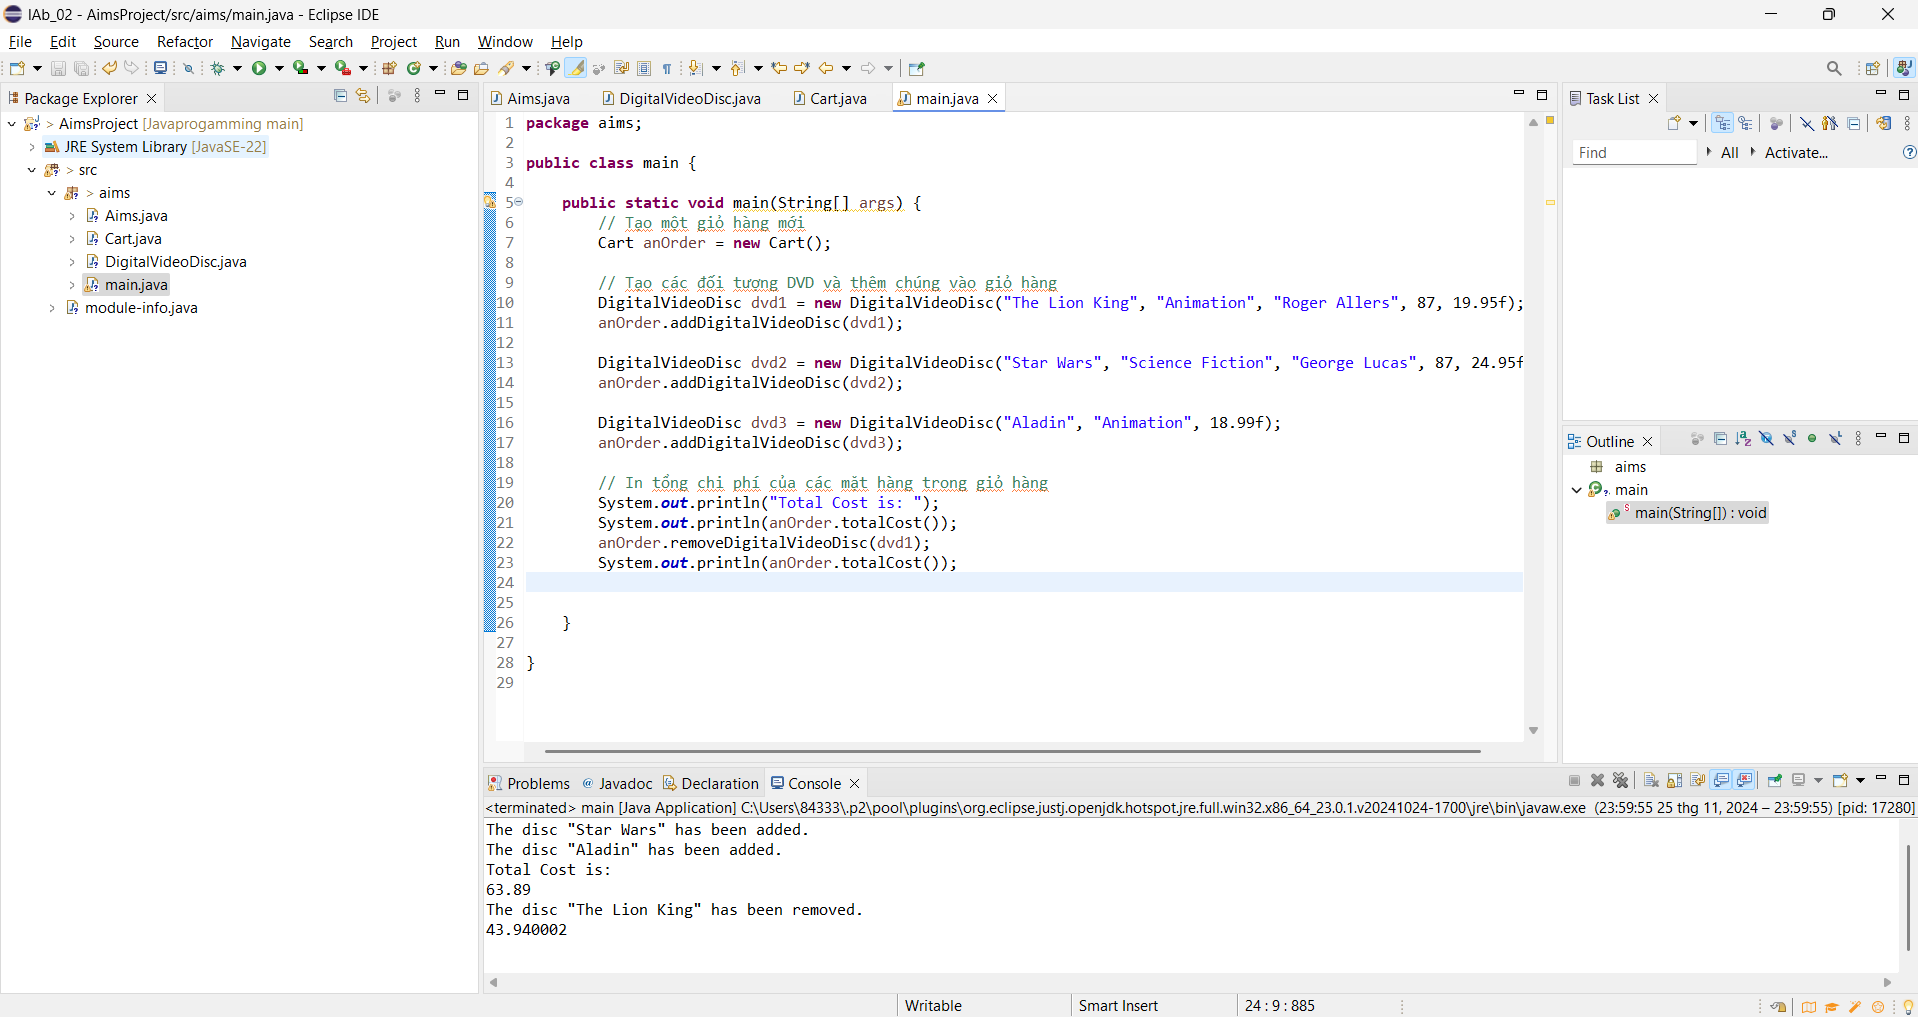 IAb_02 - AimsProject/src/aims/main.java - Eclipse IDE
File Edit Source Refactor Navigate Search Project Run Window Help
Package Explorer
AimsProject [Javaprogamming main]
JRE System Library [JavaSE-22]
src
aims
Aims.java
Cart.java
DigitalVideoDisc.java
main.java
module-info.java
Aims.java DigitalVideoDisc.java Cart.java main.java
1 package aims;
2
3 public class main {
4
5 public static void main(String[] args) {
6 // Tạo một giỏ hàng mới
7 Cart anOrder = new Cart();
8
9 // Tạo các đối tượng DVD và thêm chúng vào giỏ hàng
10 DigitalVideoDisc dvd1 = new DigitalVideoDisc("The Lion King", "Animation", "Roger Allers", 87, 19.95f);
11 anOrder.addDigitalVideoDisc(dvd1);
12
13 DigitalVideoDisc dvd2 = new DigitalVideoDisc("Star Wars", "Science Fiction", "George Lucas", 87, 24.95f
14 anOrder.addDigitalVideoDisc(dvd2);
15
16 DigitalVideoDisc dvd3 = new DigitalVideoDisc("Aladin", "Animation", 18.99f);
17 anOrder.addDigitalVideoDisc(dvd3);
18
19 // In tổng chi phí của các mặt hàng trong giỏ hàng
20 System.out.println("Total Cost is: ");
21 System.out.println(anOrder.totalCost());
22 anOrder.removeDigitalVideoDisc(dvd1);
23 System.out.println(anOrder.totalCost());
24
25
26 }
27
28 }
29
Task List
Find All Activate...
Outline
aims
main
main(String[]) : void
Problems Javadoc Declaration Console
<terminated> main [Java Application] C:\Users\84333\.p2\pool\plugins\org.eclipse.justj.openjdk.hotspot.jre.full.win32.x86_64_23.0.1.v20241024-1700\jre\bin\javaw.exe (23:59:55 25 thg 11, 2024 – 23:59:55) [pid: 17280]
The disc "Star Wars" has been added.
The disc "Aladin" has been added.
Total Cost is:
63.89
The disc "The Lion King" has been removed.
43.940002
Writable Smart Insert 24 : 9 : 885